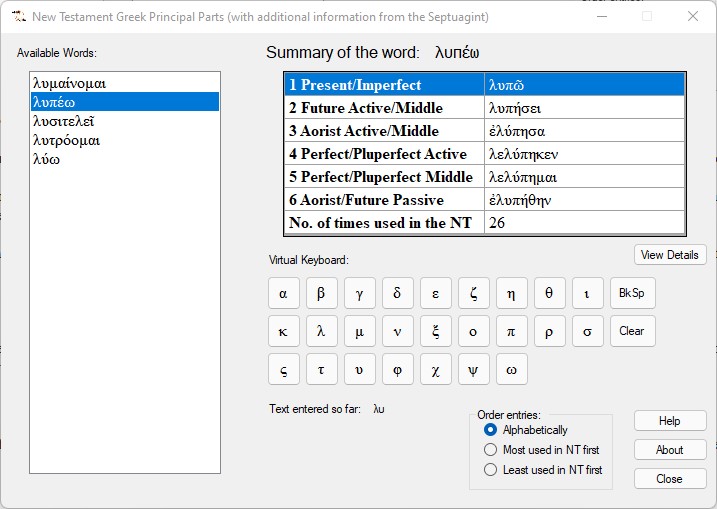 New Testament Greek Principal Parts (with additional information from the Septuagint)
Available Words:
λυμαίνομαι
λυπέω
λυσιτελεῖ
λυτρόομαι
λύω
Summary of the word: λυπέω
1 Present/Imperfect λυπῶ
2 Future Active/Middle λυπήσει
3 Aorist Active/Middle ἐλύπησα
4 Perfect/Pluperfect Active λελύπηκεν
5 Perfect/Pluperfect Middle λελύπημαι
6 Aorist/Future Passive ἐλυπήθην
No. of times used in the NT 26
View Details
Virtual Keyboard:
α β γ δ ε ζ η θ ι BkSp
κ λ μ ν ξ ο π ρ σ Clear
ς τ υ φ χ ψ ω
Text entered so far: λυ
Order entries:
Alphabetically
Most used in NT first
Least used in NT first
Help
About
Close